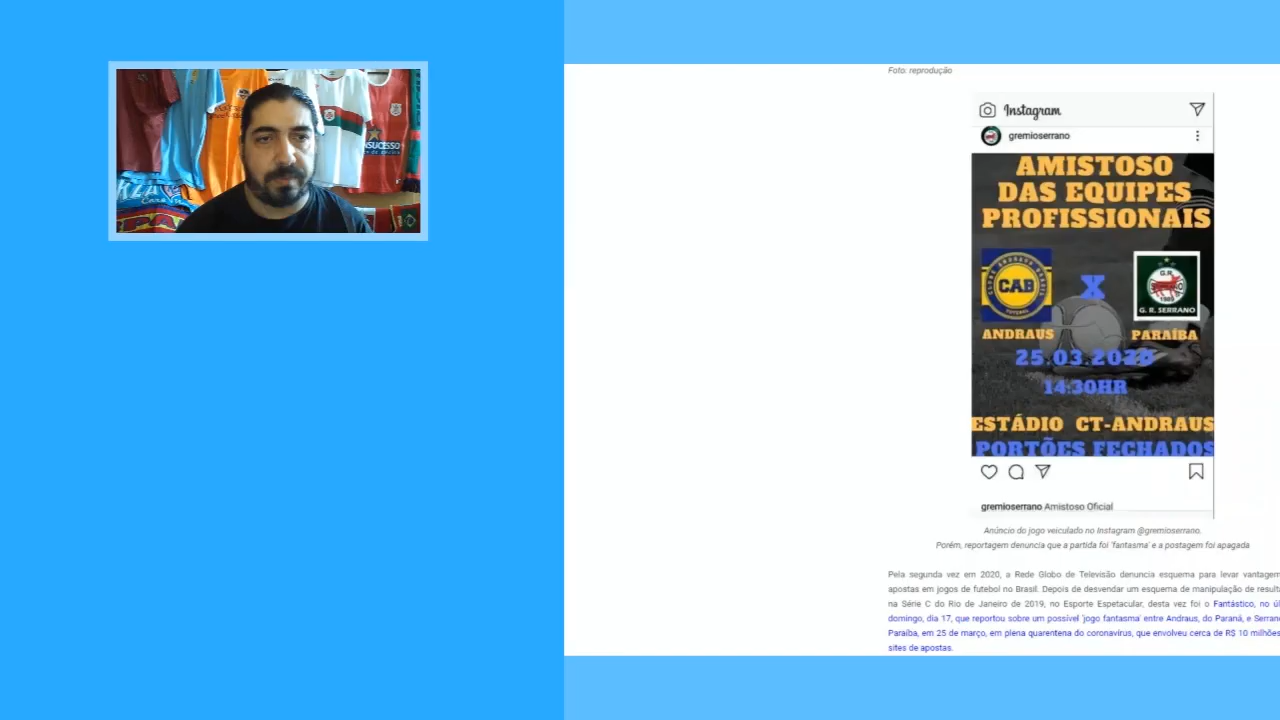 KLA
Cara Virtu
ASUCESSO
Foto: reprodução
Instagram
gremioserrano
AMISTOSO
DAS EQUIPES
PROFISSIONAIS
CAB
X
G.R.
1985
G. R. SERRANO
ANDRAUS
PARAÍBA
25.03.2020
14:30HR
ESTÁDIO CT-ANDRAUS
PORTÕES FECHADOS
gremioserrano Amistoso Oficial
Anúncio do jogo veiculado no Instagram @gremioserrano.
Porém, reportagem denuncia que a partida foi 'fantasma' e a postagem foi apagada
Pela segunda vez em 2020, a Rede Globo de Televisão denuncia esquema para levar vantagem
apostas em jogos de futebol no Brasil. Depois de desvendar um esquema de manipulação de result
na Série C do Rio de Janeiro de 2019, no Esporte Espetacular, desta vez foi o Fantástico, no úl
domingo, dia 17, que reportou sobre um possível 'jogo fantasma' entre Andraus, do Paraná, e Serran
Paraíba, em 25 de março, em plena quarentena do coronavírus, que envolveu cerca de R$ 10 milhões
sites de apostas.